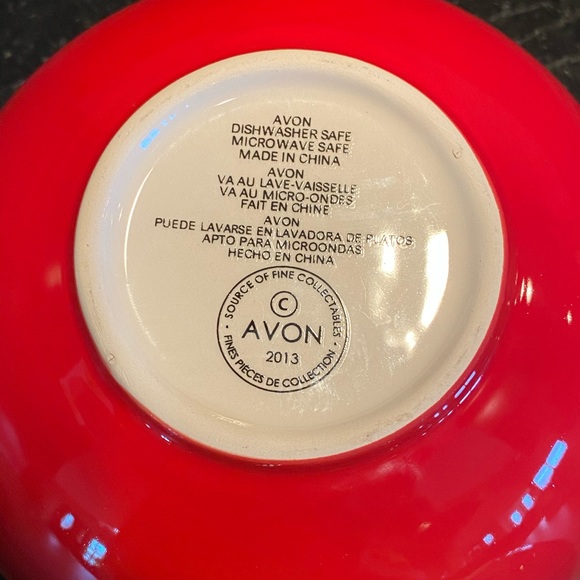 AVON
DISHWASHER SAFE
MICROWAVE SAFE
MADE IN CHINA
AVON
VA AU LAVE-VAISSELLE
VA AU MICRO-ONDES
FAIT EN CHINE
AVON
PUEDE LAVARSE EN LAVADORA DE PLATOS
APTO PARA MICROONDAS
HECHO EN CHINA
· SOURCE OF FINE COLLECTABLES ·
©
AVON
2013
FINES PIÈCES DE COLLECTION